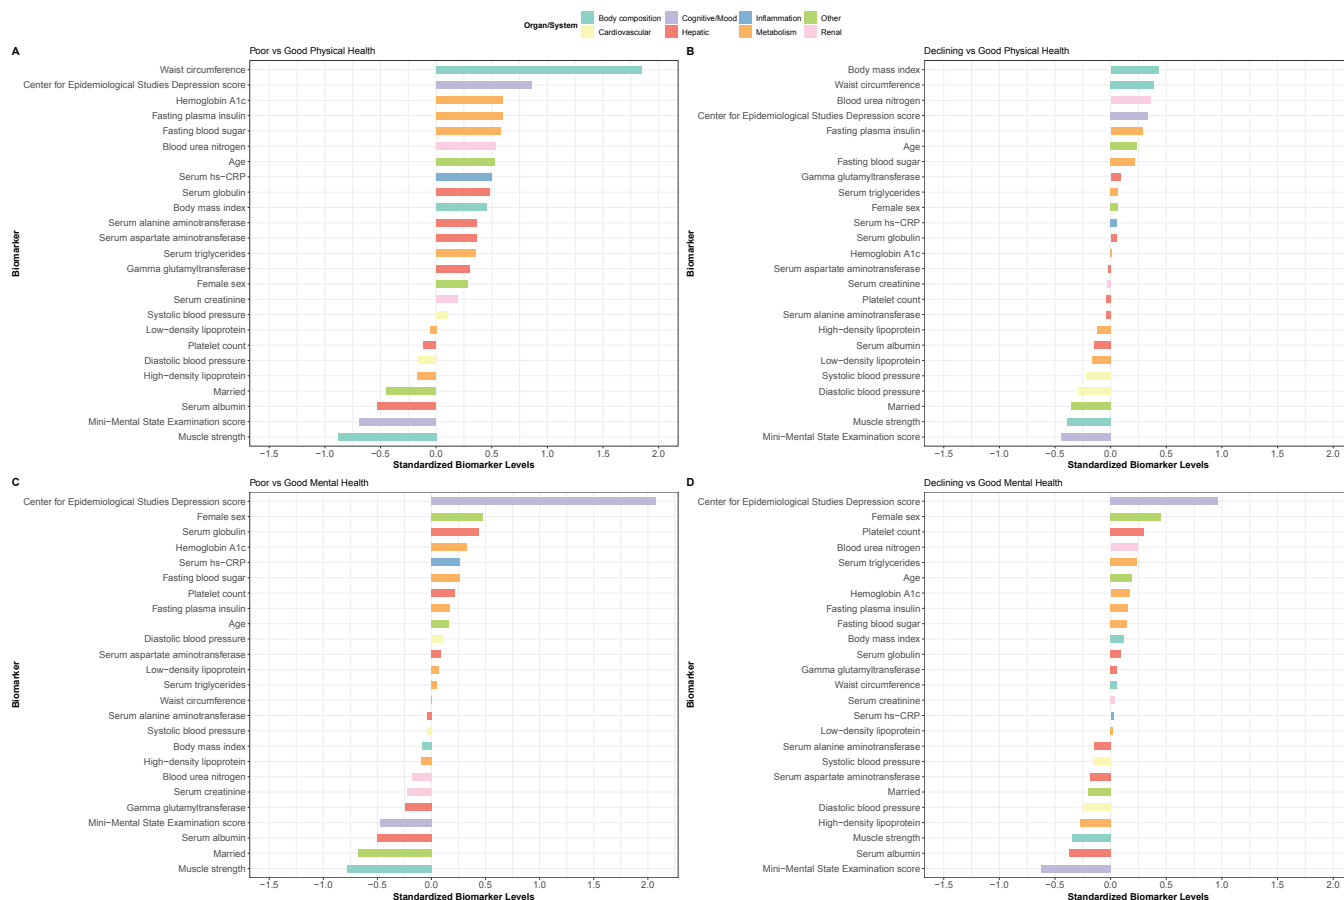 Organ/System
Body composition
Cognitive/Mood
Inflammation
Other
Cardiovascular
Hepatic
Metabolism
Renal
A
Poor vs Good Physical Health
Biomarker
Waist circumference
Center for Epidemiological Studies Depression score
Hemoglobin A1c
Fasting plasma insulin
Fasting blood sugar
Blood urea nitrogen
Age
Serum hs−CRP
Serum globulin
Body mass index
Serum alanine aminotransferase
Serum aspartate aminotransferase
Serum triglycerides
Gamma glutamyltransferase
Female sex
Serum creatinine
Systolic blood pressure
Low−density lipoprotein
Platelet count
Diastolic blood pressure
High−density lipoprotein
Married
Serum albumin
Mini−Mental State Examination score
Muscle strength
−1.5 −1.0 −0.5 0.0 0.5 1.0 1.5 2.0
Standardized Biomarker Levels
B
Declining vs Good Physical Health
Biomarker
Body mass index
Waist circumference
Blood urea nitrogen
Center for Epidemiological Studies Depression score
Fasting plasma insulin
Age
Fasting blood sugar
Gamma glutamyltransferase
Serum triglycerides
Female sex
Serum hs−CRP
Serum globulin
Hemoglobin A1c
Serum aspartate aminotransferase
Serum creatinine
Platelet count
Serum alanine aminotransferase
High−density lipoprotein
Serum albumin
Low−density lipoprotein
Systolic blood pressure
Diastolic blood pressure
Married
Muscle strength
Mini−Mental State Examination score
−1.5 −1.0 −0.5 0.0 0.5 1.0 1.5 2.0
Standardized Biomarker Levels
C
Poor vs Good Mental Health
Biomarker
Center for Epidemiological Studies Depression score
Female sex
Serum globulin
Hemoglobin A1c
Serum hs−CRP
Fasting blood sugar
Platelet count
Fasting plasma insulin
Age
Diastolic blood pressure
Serum aspartate aminotransferase
Low−density lipoprotein
Serum triglycerides
Waist circumference
Serum alanine aminotransferase
Systolic blood pressure
Body mass index
High−density lipoprotein
Blood urea nitrogen
Serum creatinine
Gamma glutamyltransferase
Mini−Mental State Examination score
Serum albumin
Married
Muscle strength
−1.5 −1.0 −0.5 0.0 0.5 1.0 1.5 2.0
Standardized Biomarker Levels
D
Declining vs Good Mental Health
Biomarker
Center for Epidemiological Studies Depression score
Female sex
Platelet count
Blood urea nitrogen
Serum triglycerides
Age
Hemoglobin A1c
Fasting plasma insulin
Fasting blood sugar
Body mass index
Serum globulin
Gamma glutamyltransferase
Waist circumference
Serum creatinine
Serum hs−CRP
Low−density lipoprotein
Serum alanine aminotransferase
Systolic blood pressure
Serum aspartate aminotransferase
Married
Diastolic blood pressure
High−density lipoprotein
Muscle strength
Serum albumin
Mini−Mental State Examination score
−1.5 −1.0 −0.5 0.0 0.5 1.0 1.5 2.0
Standardized Biomarker Levels